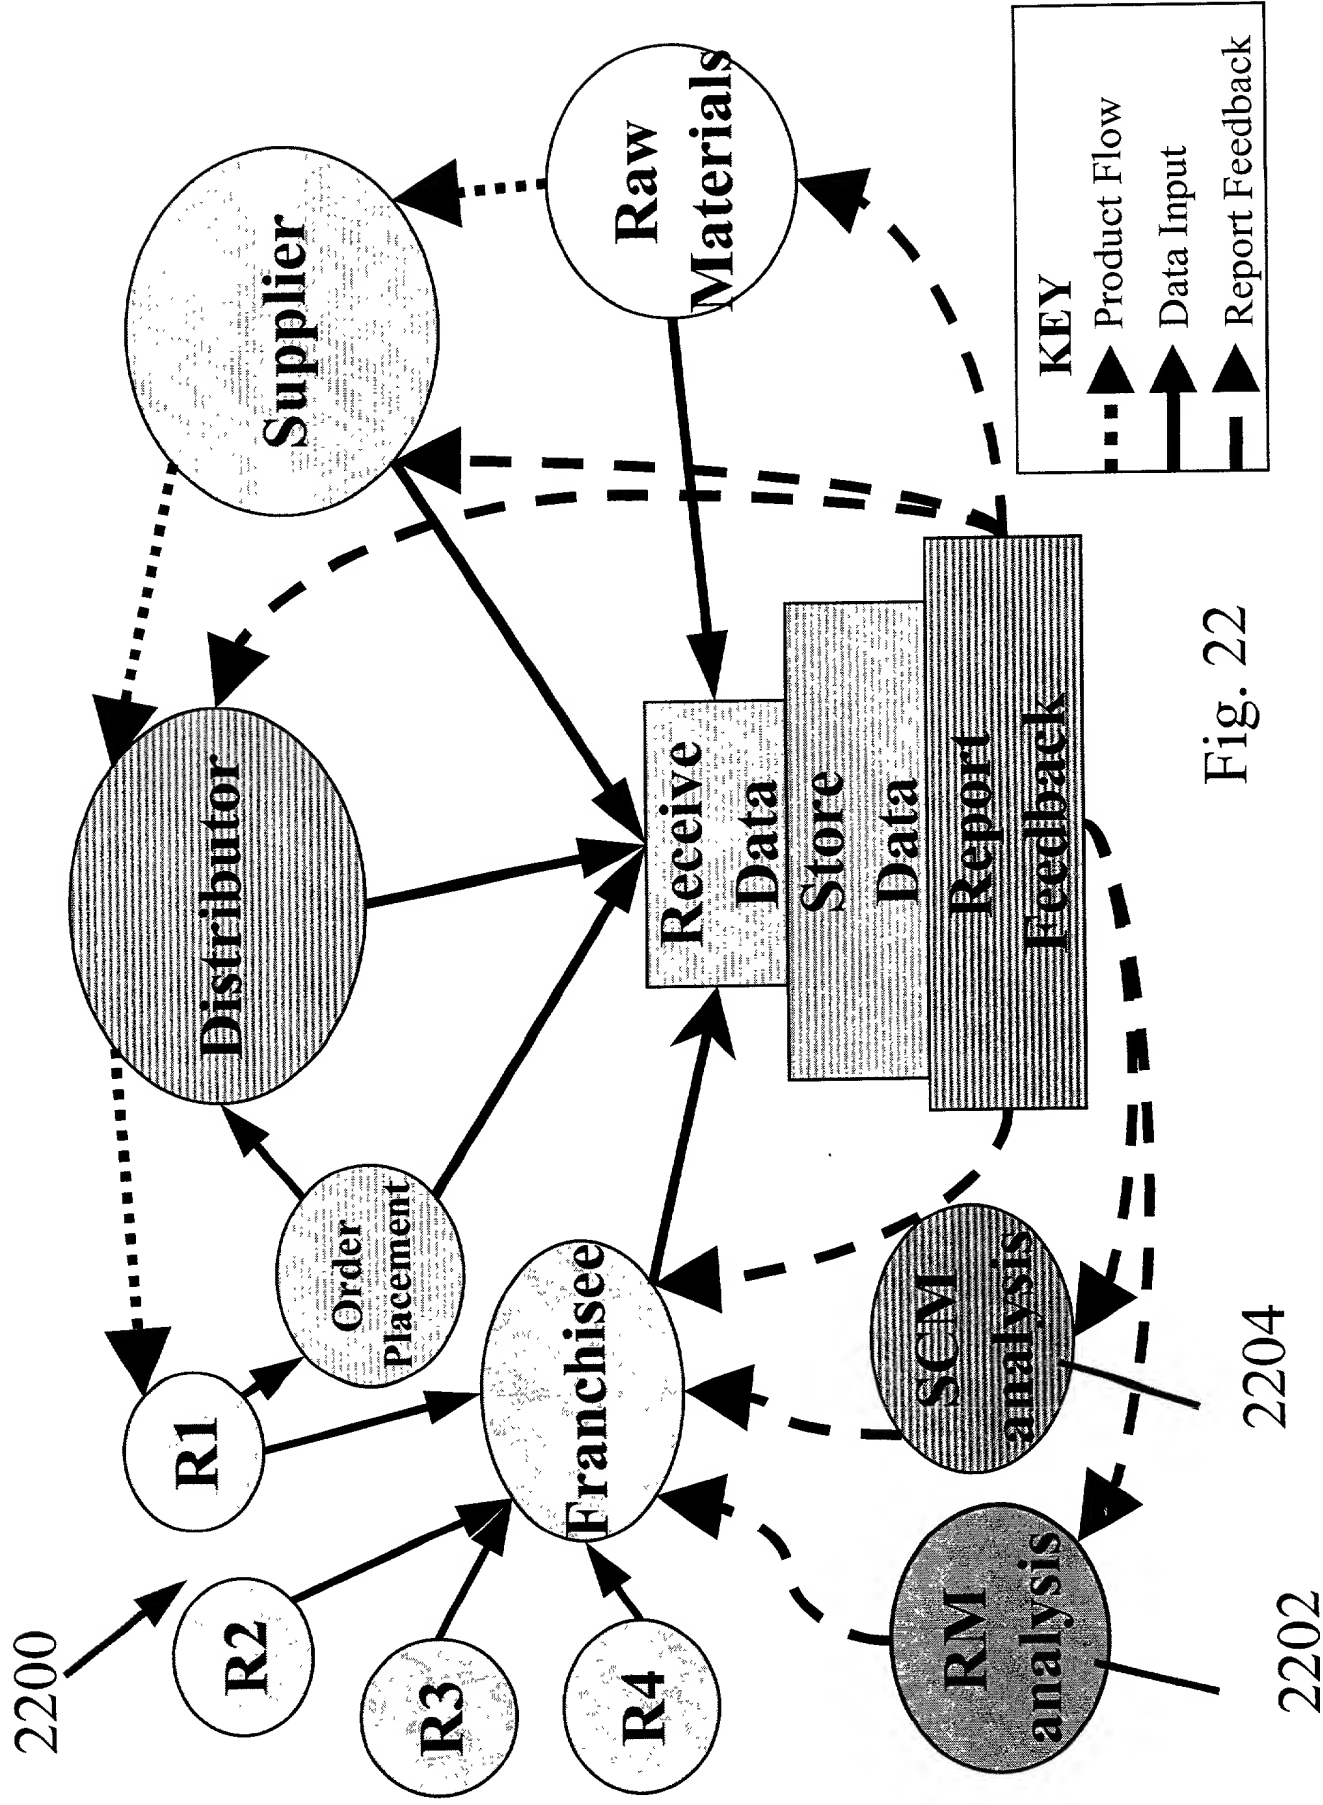 2200
R1
R2
R3
R4
Order
Placement
Distributor
Supplier
Franchisee
Raw
Materials
Receive
Data
Store
Data
Report
Feedback
RM
analysis
SCM
analysis
2202
2204
KEY
Product Flow
Data Input
Report Feedback
Fig. 22